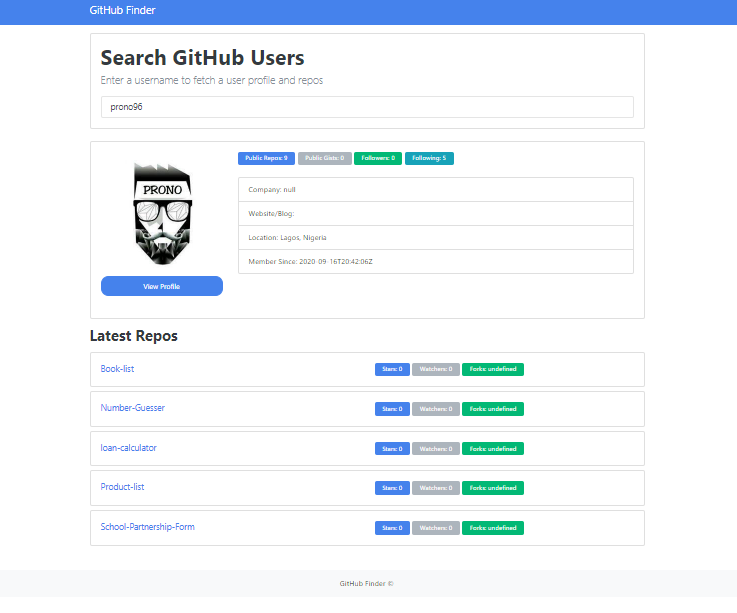 GitHub Finder
Search GitHub Users
Enter a username to fetch a user profile and repos
prono96
PRONO
Public Repos: 9 Public Gists: 0 Followers: 0 Following: 5
Company: null
Website/Blog:
Location: Lagos, Nigeria
Member Since: 2020-09-16T20:42:06Z
View Profile
Latest Repos
Book-list Stars: 0 Watchers: 0 Forks: undefined
Number-Guesser Stars: 0 Watchers: 0 Forks: undefined
loan-calculator Stars: 0 Watchers: 0 Forks: undefined
Product-list Stars: 0 Watchers: 0 Forks: undefined
School-Partnership-Form Stars: 0 Watchers: 0 Forks: undefined
GitHub Finder ©